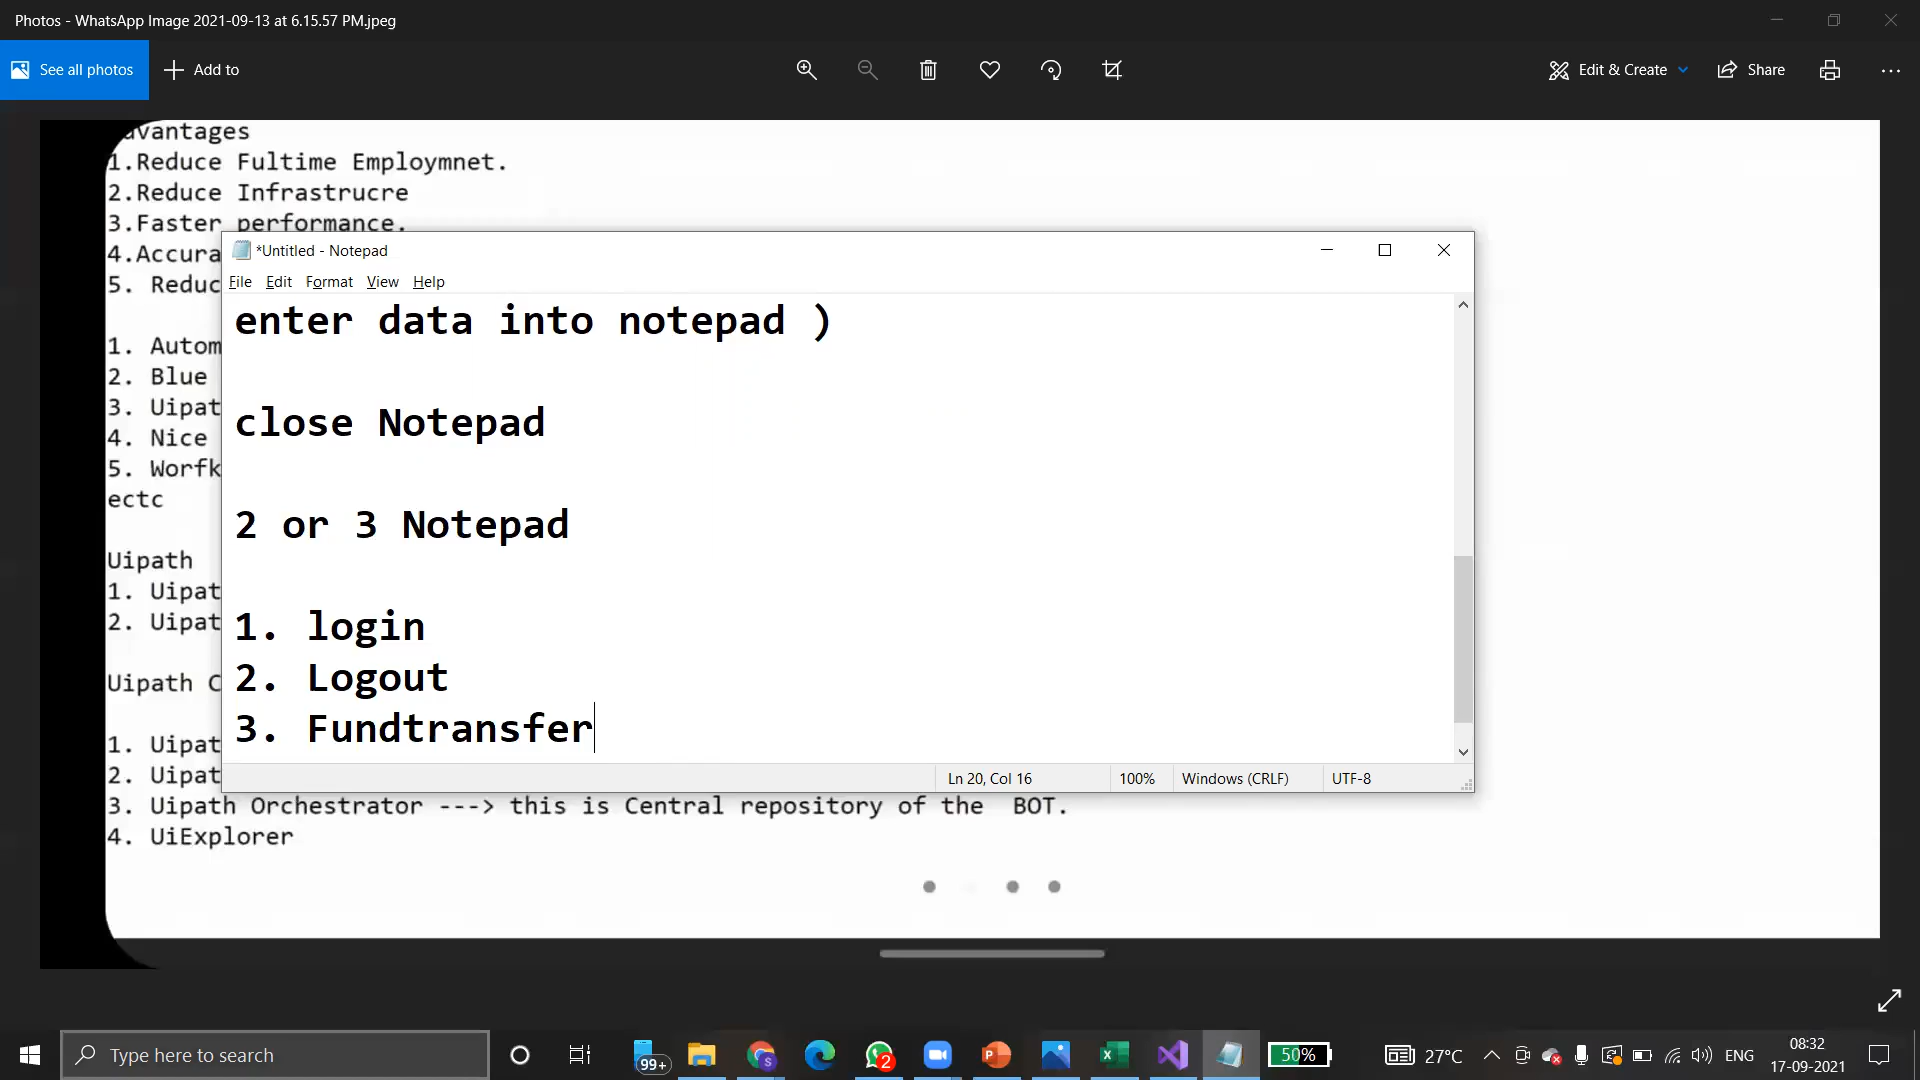 Photos - WhatsApp Image 2021-09-13 at 6.15.57 PM.jpeg
See all photos
Add to
Edit & Create
Share
avantages
1.Reduce Fultime Employmnet.
2.Reduce Infrastrucre
3.Faster performance.
4.Accura
5. Reduc
1. Autom
2. Blue
3. Uipat
4. Nice
5. Worfk
ectc
Uipath
1. Uipat
2. Uipat
Uipath C
1. Uipat
2. Uipat
3. Uipath Orchestrator ---> this is Central repository of the BOT.
4. UiExplorer
*Untitled - Notepad
File Edit Format View Help
enter data into notepad )
close Notepad
2 or 3 Notepad
1. login
2. Logout
3. Fundtransfer
Ln 20, Col 16
100%
Windows (CRLF)
UTF-8
Type here to search
99+
S
2
P
X
50%
27°C
ENG
08:32
17-09-2021